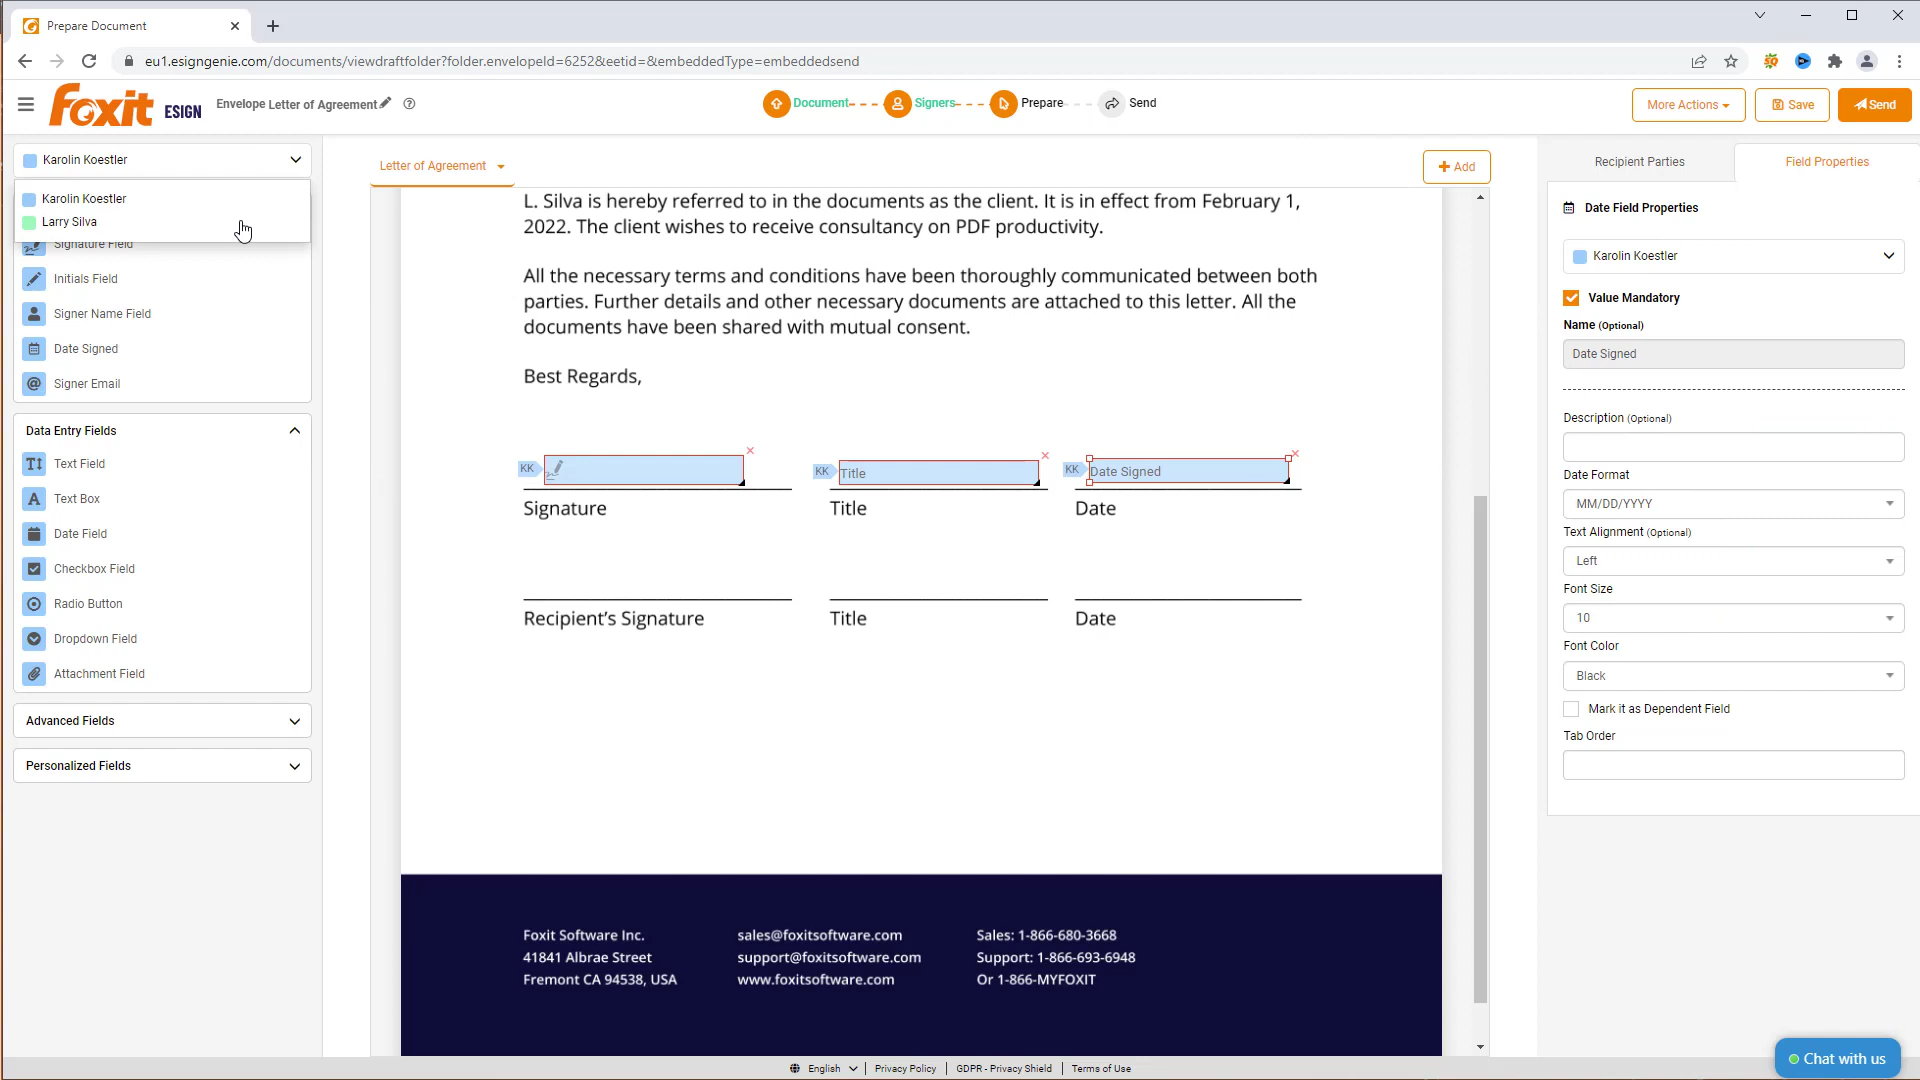 Prepare Document
eu1.esigngenie.com/documents/viewdraftfolder?folder.envelopeId=6252&eetid=&embeddedType=embeddedsend
Foxit ESIGN
Envelope Letter of Agreement
Document
Signers
Prepare
Send
More Actions
Save
Send
Karolin Koestler
Karolin Koestler
Larry Silva
Signature Field
Initials Field
Signer Name Field
Date Signed
Signer Email
Data Entry Fields
Text Field
Text Box
Date Field
Checkbox Field
Radio Button
Dropdown Field
Attachment Field
Advanced Fields
Personalized Fields
Letter of Agreement
Add
L. Silva is hereby referred to in the documents as the client. It is in effect from February 1,
2022. The client wishes to receive consultancy on PDF productivity.
All the necessary terms and conditions have been thoroughly communicated between both
parties. Further details and other necessary documents are attached to this letter. All the
documents have been shared with mutual consent.
Best Regards,
KK
KK Title
KK Date Signed
Signature Title Date
Recipient's Signature Title Date
Foxit Software Inc.
41841 Albrae Street
Fremont CA 94538, USA
sales@foxitsoftware.com
support@foxitsoftware.com
www.foxitsoftware.com
Sales: 1-866-680-3668
Support: 1-866-693-6948
Or 1-866-MYFOXIT
Recipient Parties
Field Properties
Date Field Properties
Karolin Koestler
Value Mandatory
Name (Optional)
Date Signed
Description (Optional)
Date Format
MM/DD/YYYY
Text Alignment (Optional)
Left
Font Size
10
Font Color
Black
Mark it as Dependent Field
Tab Order
English
Privacy Policy
GDPR - Privacy Shield
Terms of Use
Chat with us